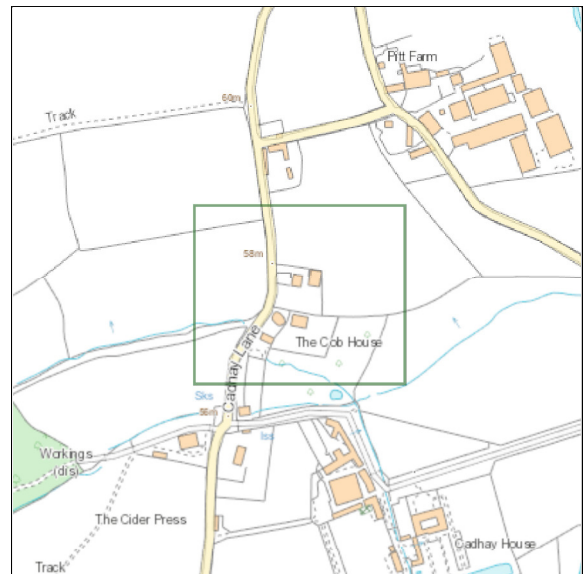 Pitt Farm
60m
Track
58m
Cadhay Lane
The Cob House
Sks
56m
Iss
Workings
(dis)
The Cider Press
Cadhay House
Track